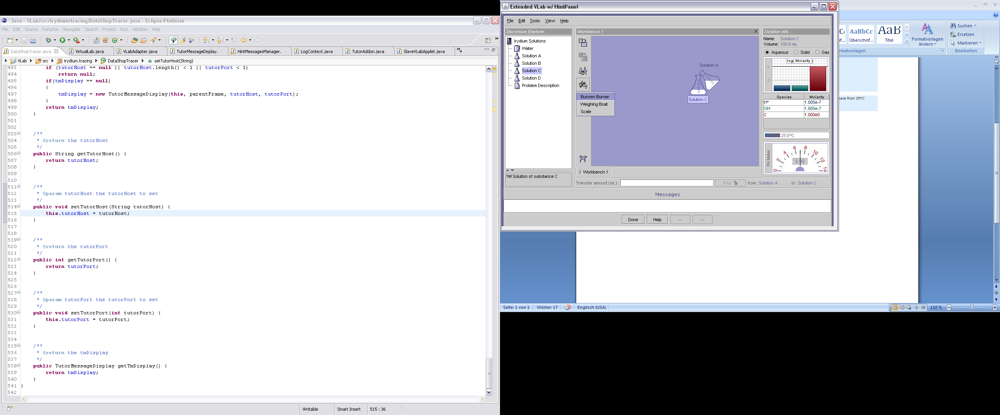 Java - VLab/src/irydium/tracing/DataShopTracer.java - Eclipse Platform
File Edit Source Refactor Navigate Search Project Run Window Help
DataShopTracer.java VirtualLab.java VLabAdapter.java TutorMessageDisplay. HintMessagesManager. LogContext.java TutorAddon.java SlaveVLabApplet.java »4
VLab src irydium.tracing DataShopTracer setTutorHost(String)
493 if (tutorHost == null || tutorHost.length() < 1 || tutorPort < 1)
494 return null;
495 if(tmDisplay == null)
496 {
497 tmDisplay = new TutorMessageDisplay(this, parentFrame, tutorHost, tutorPort);
498 }
499 return tmDisplay;
500 }
501
502
503 /**
504 * @return the tutorHost
505 */
506 public String getTutorHost() {
507 return tutorHost;
508 }
509
510
511 /**
512 * @param tutorHost the tutorHost to set
513 */
514 public void setTutorHost(String tutorHost) {
515 this.tutorHost = tutorHost;
516 }
517
518
519 /**
520 * @return the tutorPort
521 */
522 public int getTutorPort() {
523 return tutorPort;
524 }
525
526
527 /**
528 * @param tutorPort the tutorPort to set
529 */
530 public void setTutorPort(int tutorPort) {
531 this.tutorPort = tutorPort;
532 }
533
534
535 /**
536 * @return the tmDisplay
537 */
538 public TutorMessageDisplay getTmDisplay() {
539 return tmDisplay;
540 }
541 }
542
Writable Smart Insert 515 : 36
Extended VLab w/ HintPanel
File Edit Tools View Help
Stockroom Explorer...
Irydium Solutions
Water
Solution A
Solution B
Solution C
Solution D
Problem Description
1M Solution of substance C
Workbench 1
Bunsen Burner
Weighing Boat
Scale
Solution A
Solution C
Workbench 1
Transfer amount (mL): Pour from Solution A to Solution C
Solution Info...
Name: Solution C
Volume: 100.0 mL
Aqueous Solid Gas
log( Molarity )
0
-5
Species Molarity
H+ 1.005e-7
OH- 1.005e-7
C 1.000e0
25.0ºC
PH Meter
0 2 4 6 8 10 12 14
6.99
Messages
Done Help << >>
AaBbCc AaB
Überschrif... Titel
Formatvorlagen
ändern
Suchen
Ersetzen
Markieren
rmatvorlagen Bearbeiten
ease from 25ºC
Seite: 1 von 1 Wörter: 17 Englisch (USA) 110 %